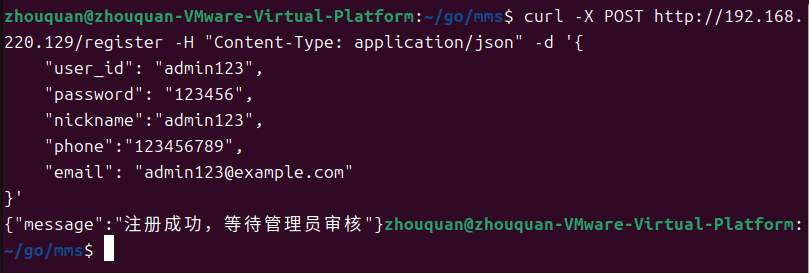 zhouquan@zhouquan-VMware-Virtual-Platform:~/go/mms$ curl -X POST http://192.168.
220.129/register -H "Content-Type: application/json" -d '{
    "user_id": "admin123",
    "password": "123456",
    "nickname":"admin123",
    "phone":"123456789",
    "email": "admin123@example.com"
}'
{"message":"注册成功，等待管理员审核"}zhouquan@zhouquan-VMware-Virtual-Platform:
~/go/mms$